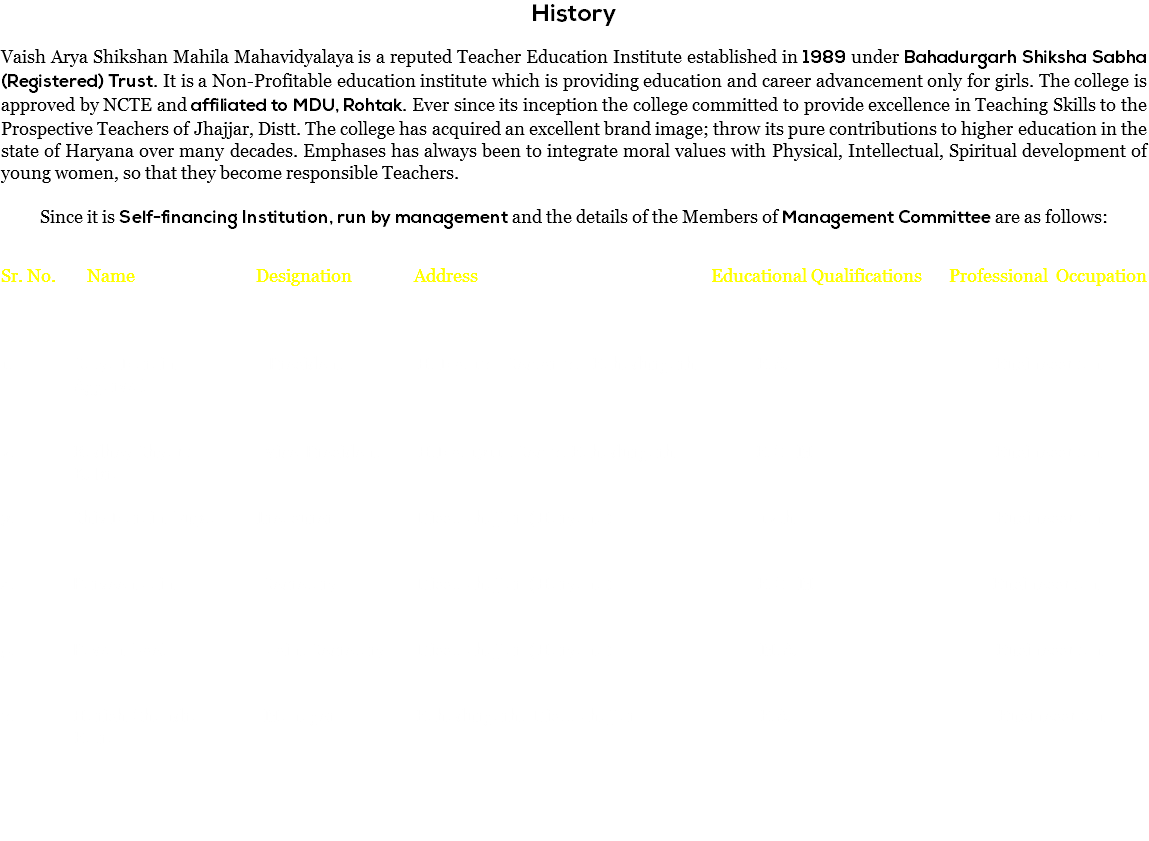 History
Vaish Arya Shikshan Mahila Mahavidyalaya is a reputed Teacher Education Institute established in 1989 under Bahadurgarh Shiksha Sabha
(Registered) Trust. It is a Non-Profitable education institute which is providing education and career advancement only for girls. The college is
approved by NCTE and affiliated to MDU, Rohtak. Ever since its inception the college committed to provide excellence in Teaching Skills to the
Prospective Teachers of Jhajjar, Distt. The college has acquired an excellent brand image; throw its pure contributions to higher education in the
state of Haryana over many decades. Emphases has always been to integrate moral values with Physical, Intellectual, Spiritual development of
young women, so that they become responsible Teachers.
Since it is Self-financing Institution, run by management and the details of the Members of Management Committee are as follows:
Sr. No. Name Designation Address Educational Qualifications Professional Occupation